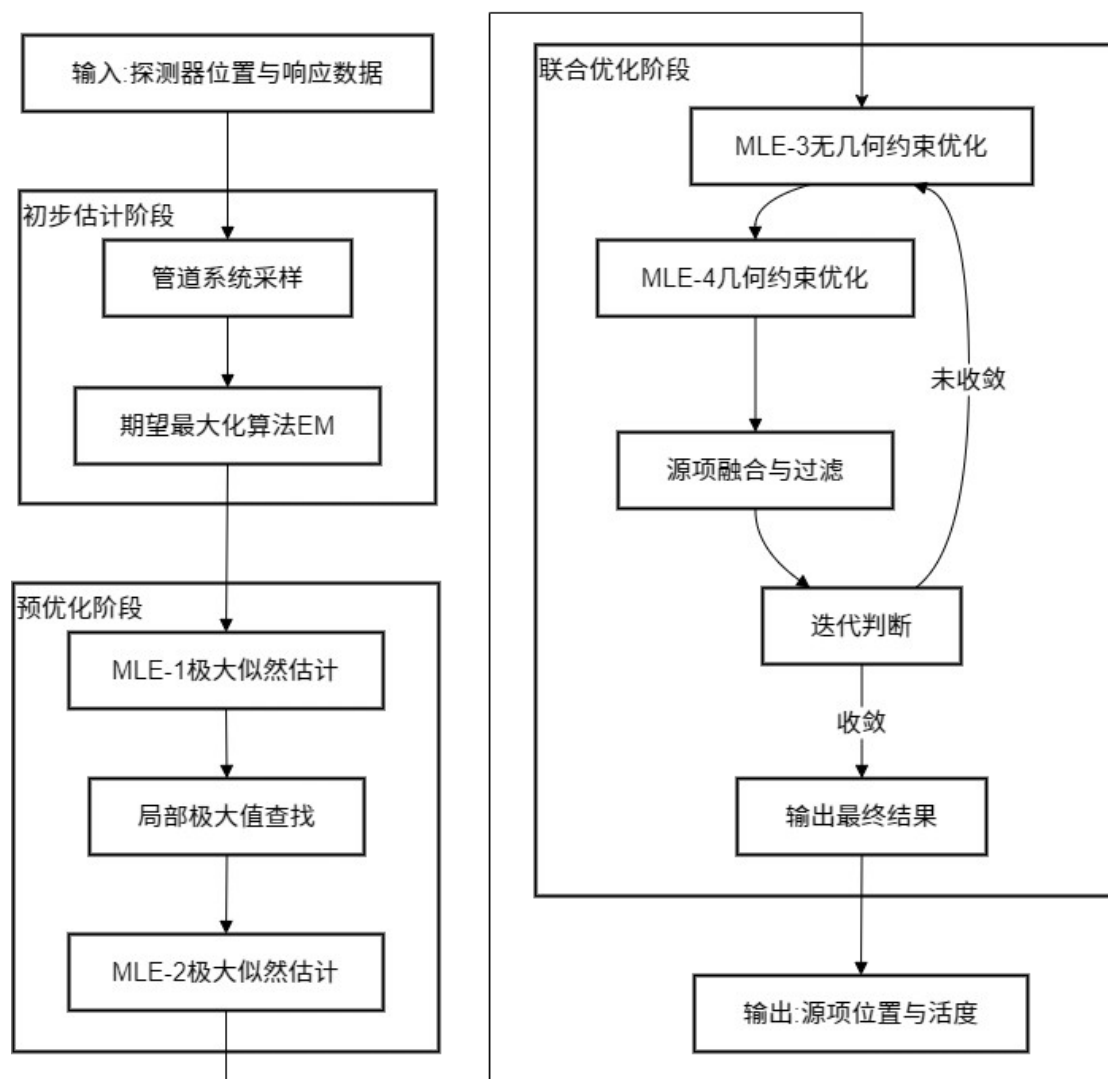 输入:探测器位置与响应数据
初步估计阶段
管道系统采样
期望最大化算法EM
预优化阶段
MLE-1极大似然估计
局部极大值查找
MLE-2极大似然估计
联合优化阶段
MLE-3无几何约束优化
MLE-4几何约束优化
未收敛
源项融合与过滤
迭代判断
收敛
输出最终结果
输出:源项位置与活度